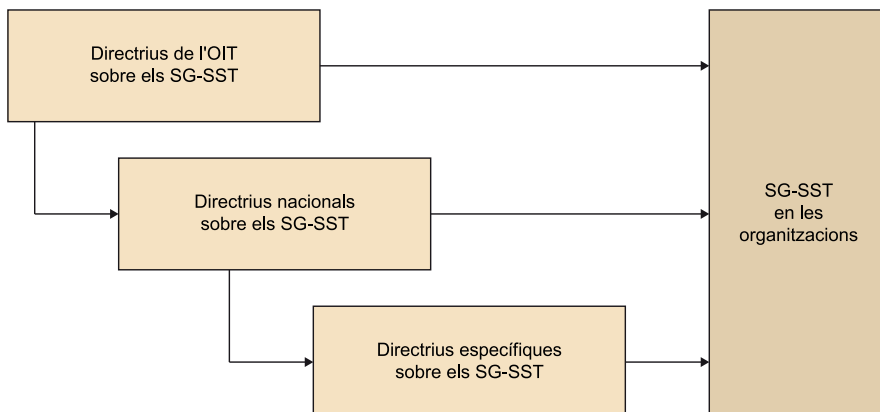 Directrius de l'OIT
sobre els SG-SST
Directrius nacionals
sobre els SG-SST
SG-SST
en les
organitzacions
Directrius específiques
sobre els SG-SST